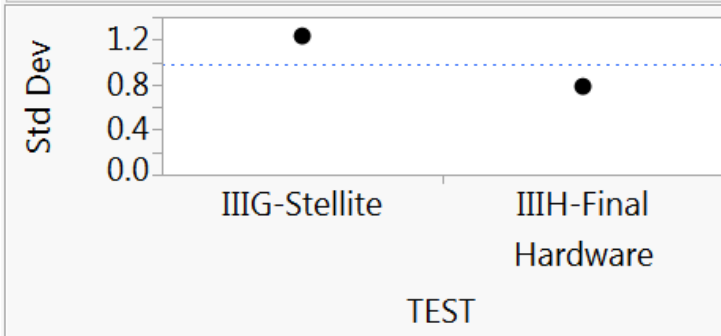 Std Dev
1.2
0.8
0.4
0.0
IIIG-Stellite
IIIH-Final
Hardware
TEST